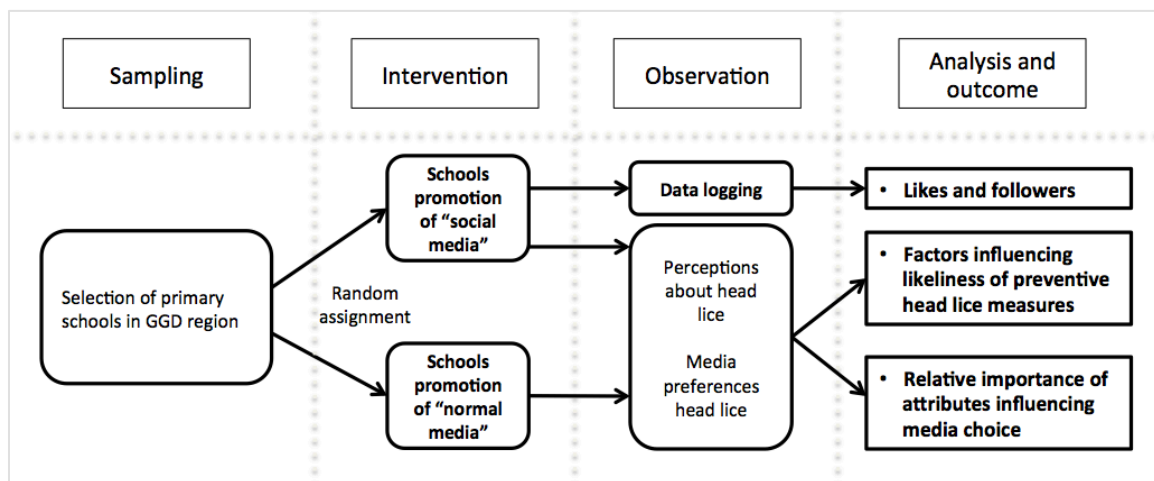 Sampling
Intervention
Observation
Analysis and
outcome
Selection of primary
schools in GGD region
Random
assignment
Schools
promotion
of “social
media”
Schools
promotion
of “normal
media”
Data logging
Perceptions
about head
lice
Media
preferences
head lice
• Likes and followers
• Factors influencing
likeliness of preventive
head lice measures
• Relative importance of
attributes influencing
media choice